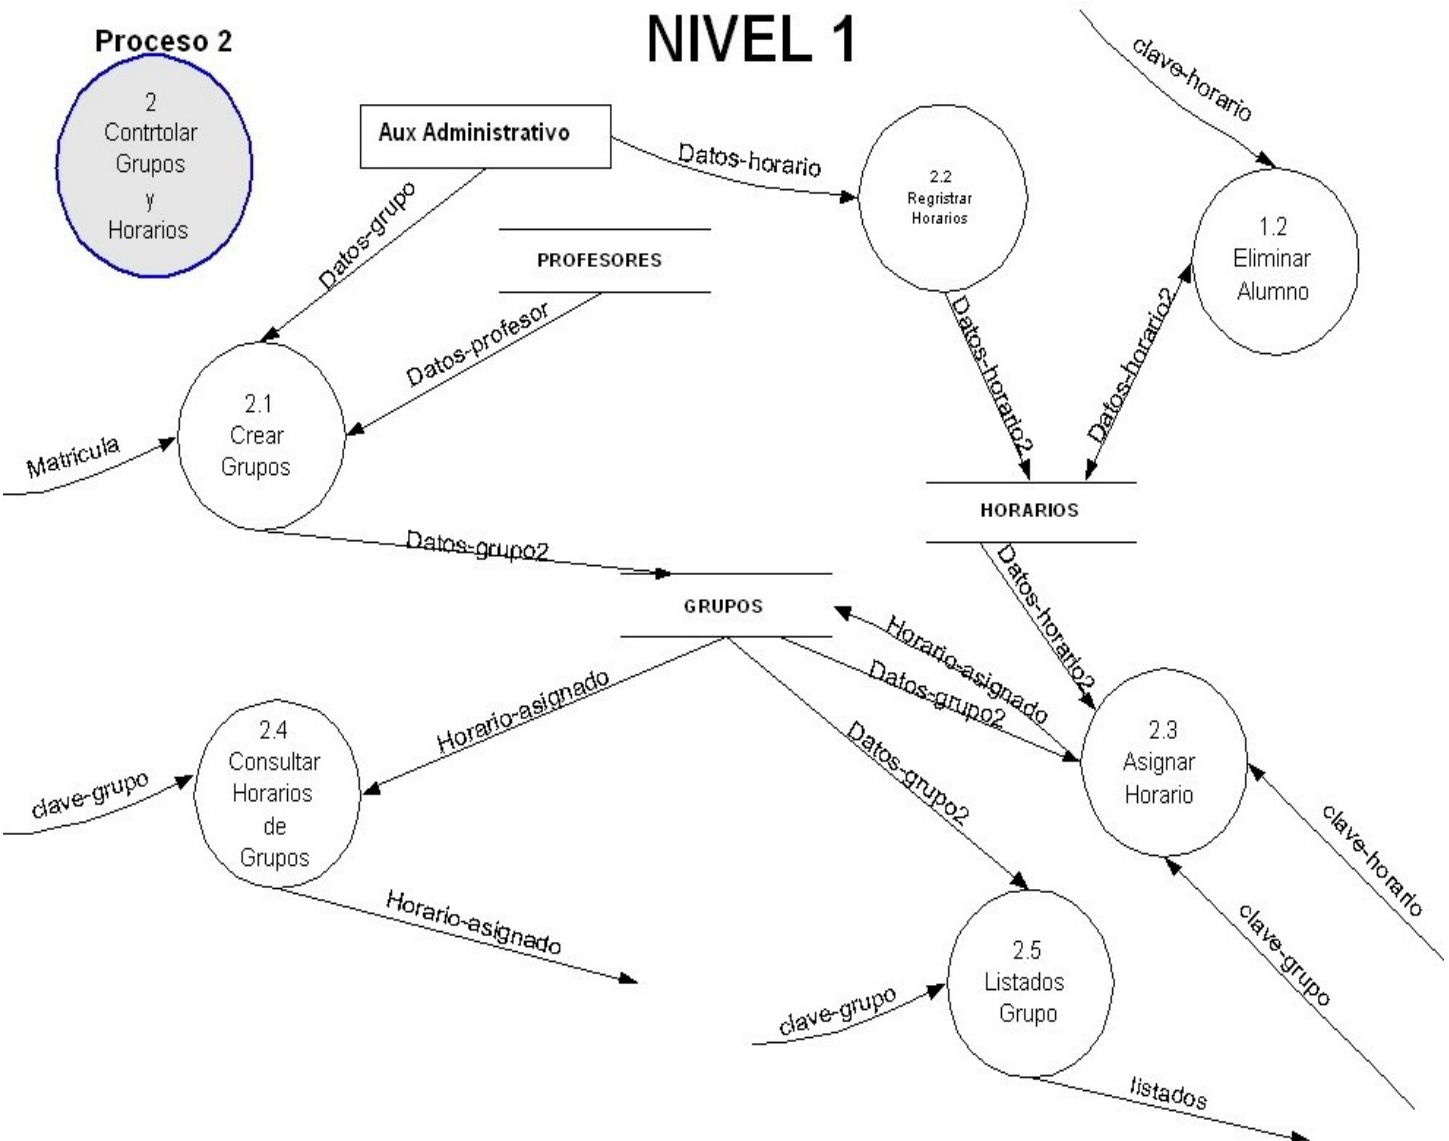 NIVEL 1
Proceso 2
2
Contrtolar
Grupos
y
Horarios
Aux Administrativo
Datos-horario
clave-horario
2.2
Regristrar
Horarios
1.2
Eliminar
Alumno
Datos-grupo
PROFESORES
Datos-profesor
Datos-horario2
Datos-horario2
2.1
Crear
Grupos
Matricula
HORARIOS
Datos-grupo2
GRUPOS
Datos-horario2
Horario-asignado
Datos-grupo2
Horario-asignado
Datos-grupo2
2.4
Consultar
Horarios
de
Grupos
clave-grupo
2.3
Asignar
Horario
clave-horario
Horario-asignado
clave-grupo
2.5
Listados
Grupo
clave-grupo
listados